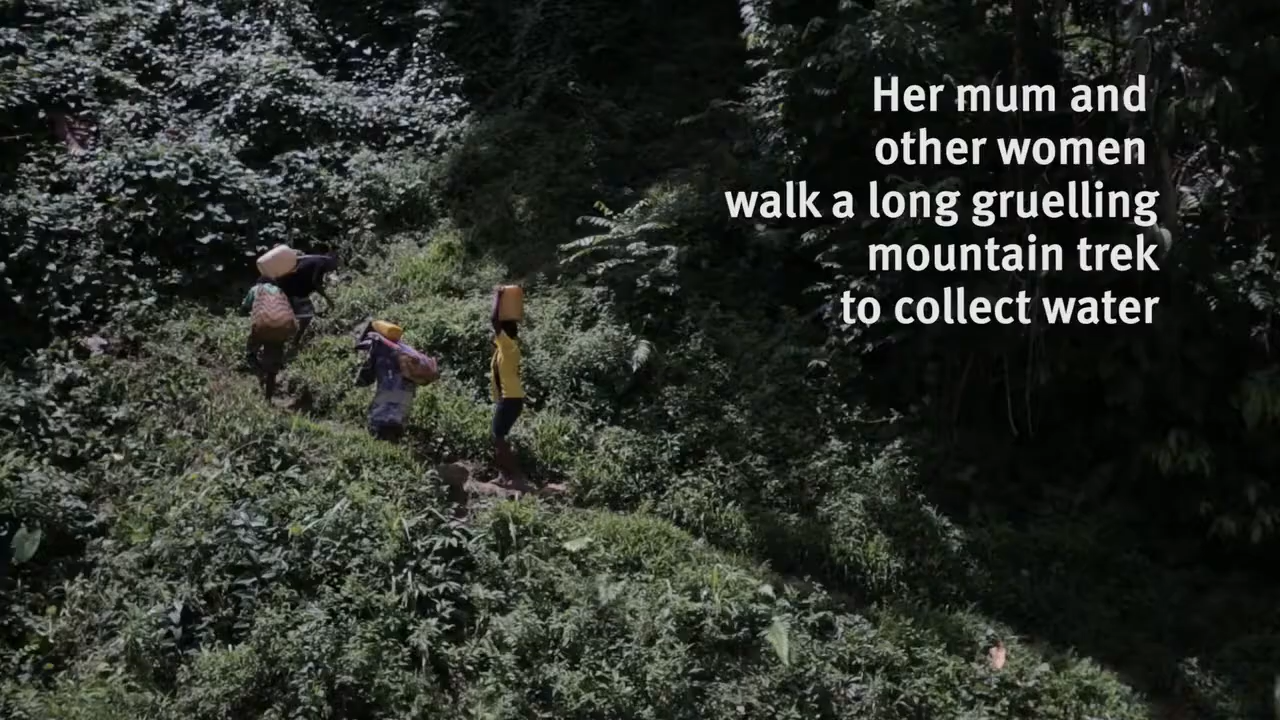 Her mum and
other women
walk a long gruelling
mountain trek
to collect water